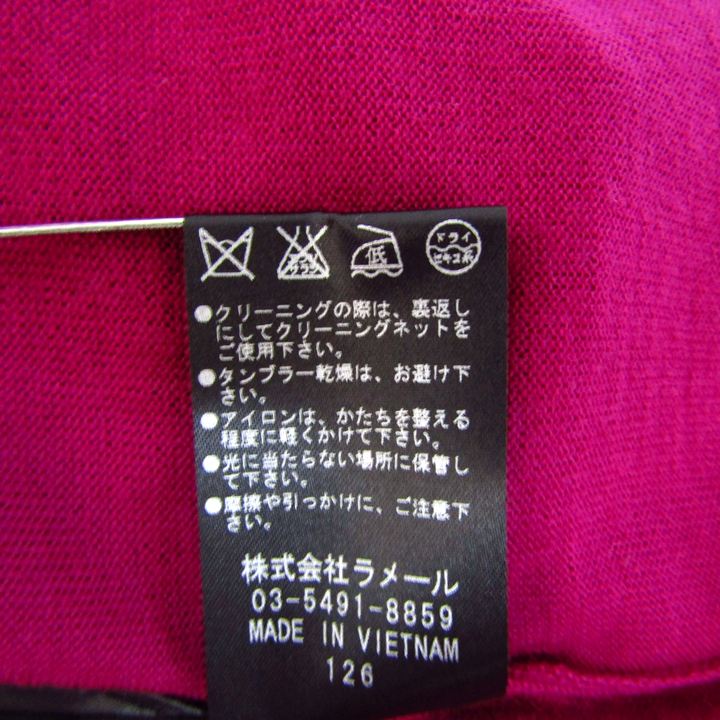 エンソ
サラシ
低
ドライ
セキユ系
●クリーニングの際は、裏返し
にしてクリーニングネットを
ご使用下さい。
●タンブラー乾燥は、お避け下
さい。
●アイロンは、かたちを整える
程度に軽くかけて下さい。
●光に当たらない場所に保管し
て下さい。
●摩擦や引っかけに、ご注意下
さい。
株式会社ラメール
03-5491-8859
MADE IN VIETNAM
126